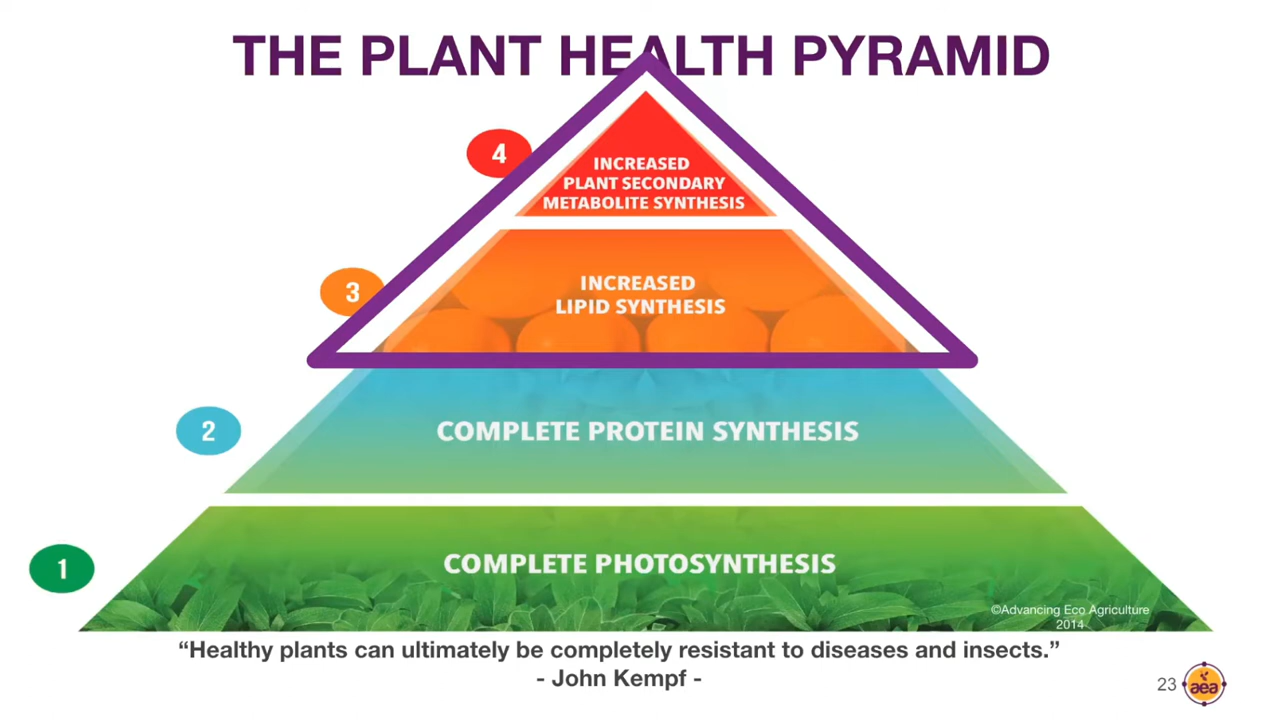 THE PLANT HEALTH PYRAMID
4
INCREASED
PLANT SECONDARY
METABOLITE SYNTHESIS
3
INCREASED
LIPID SYNTHESIS
2
COMPLETE PROTEIN SYNTHESIS
1
COMPLETE PHOTOSYNTHESIS
©Advancing Eco Agriculture
2014
“Healthy plants can ultimately be completely resistant to diseases and insects.”
- John Kempf -
23
aea